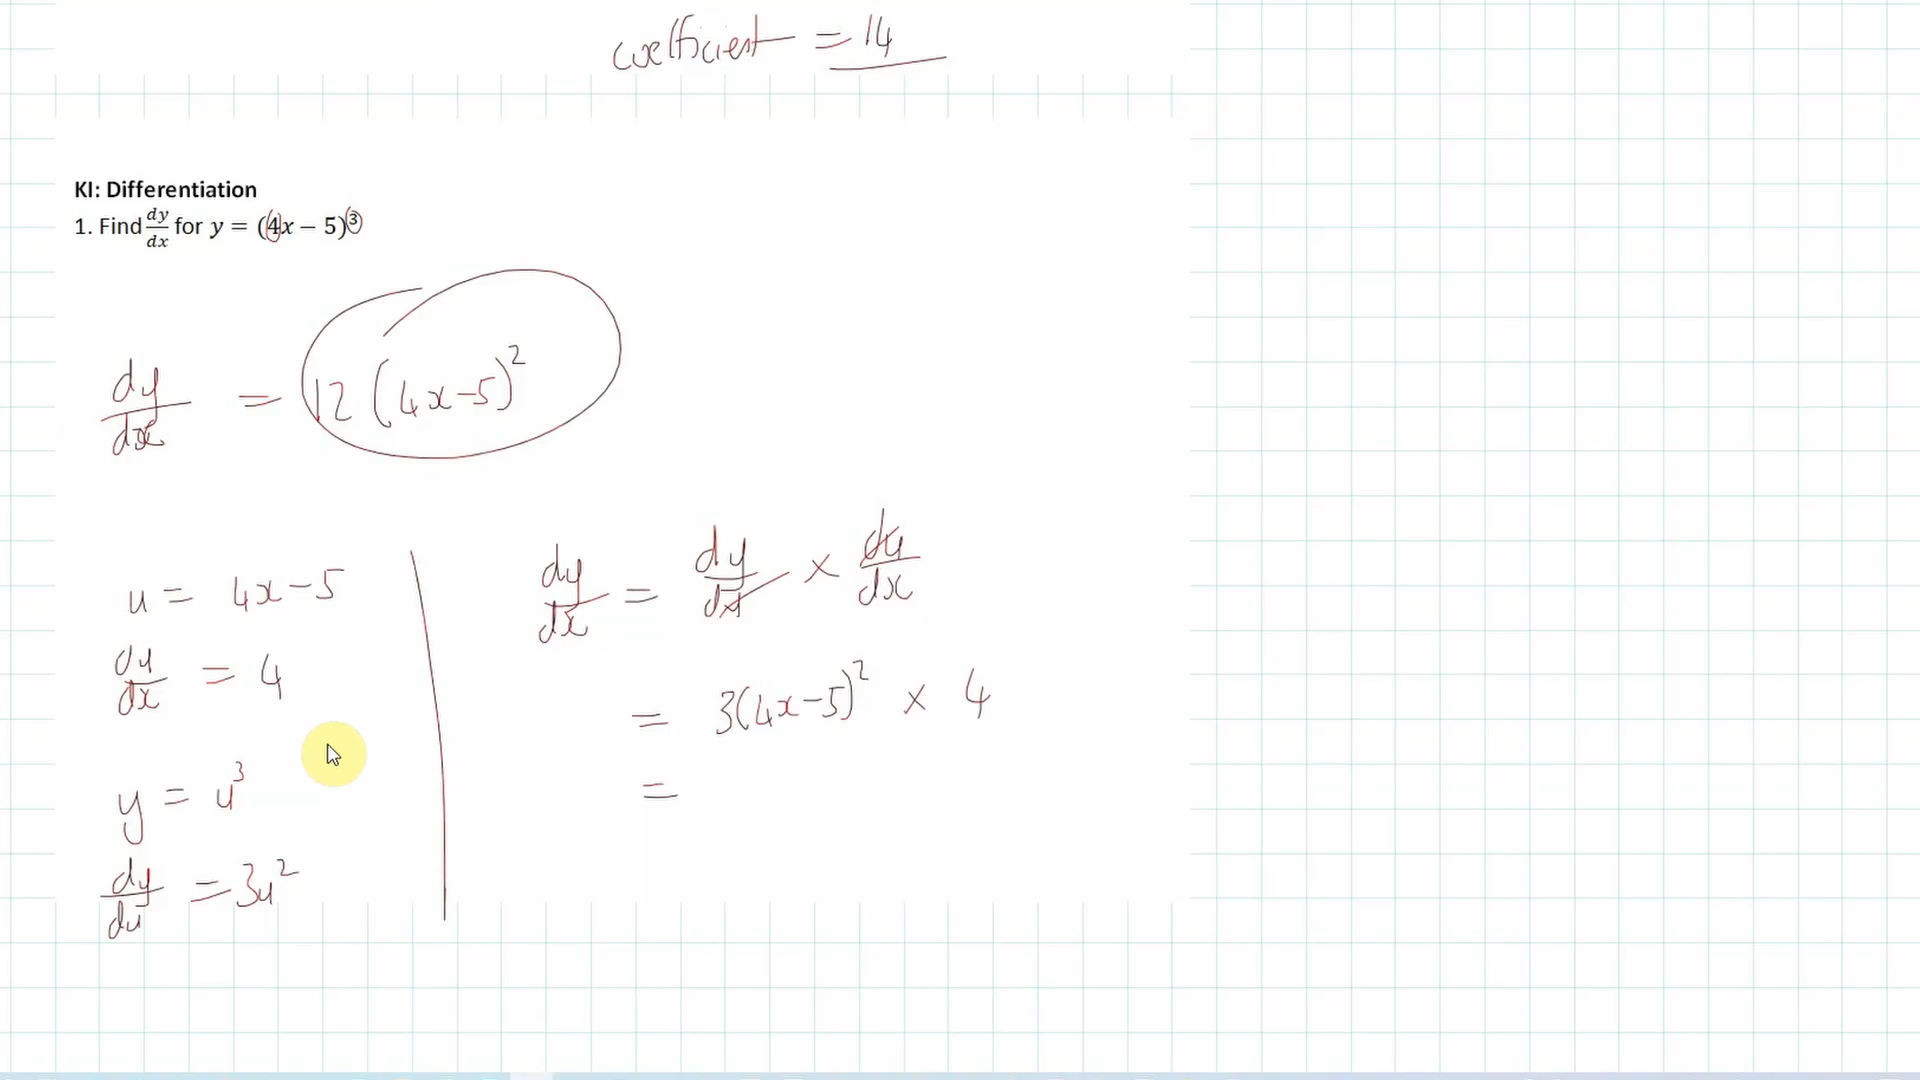 coefficient = 14
KI: Differentiation
1. Find dy/dx for y = (4x − 5)³
dy/dx = 12(4x-5)²
u = 4x-5
du/dx = 4
y = u³
dy/du = 3u²
dy/dx = dy/du × du/dx
= 3(4x-5)² × 4
=